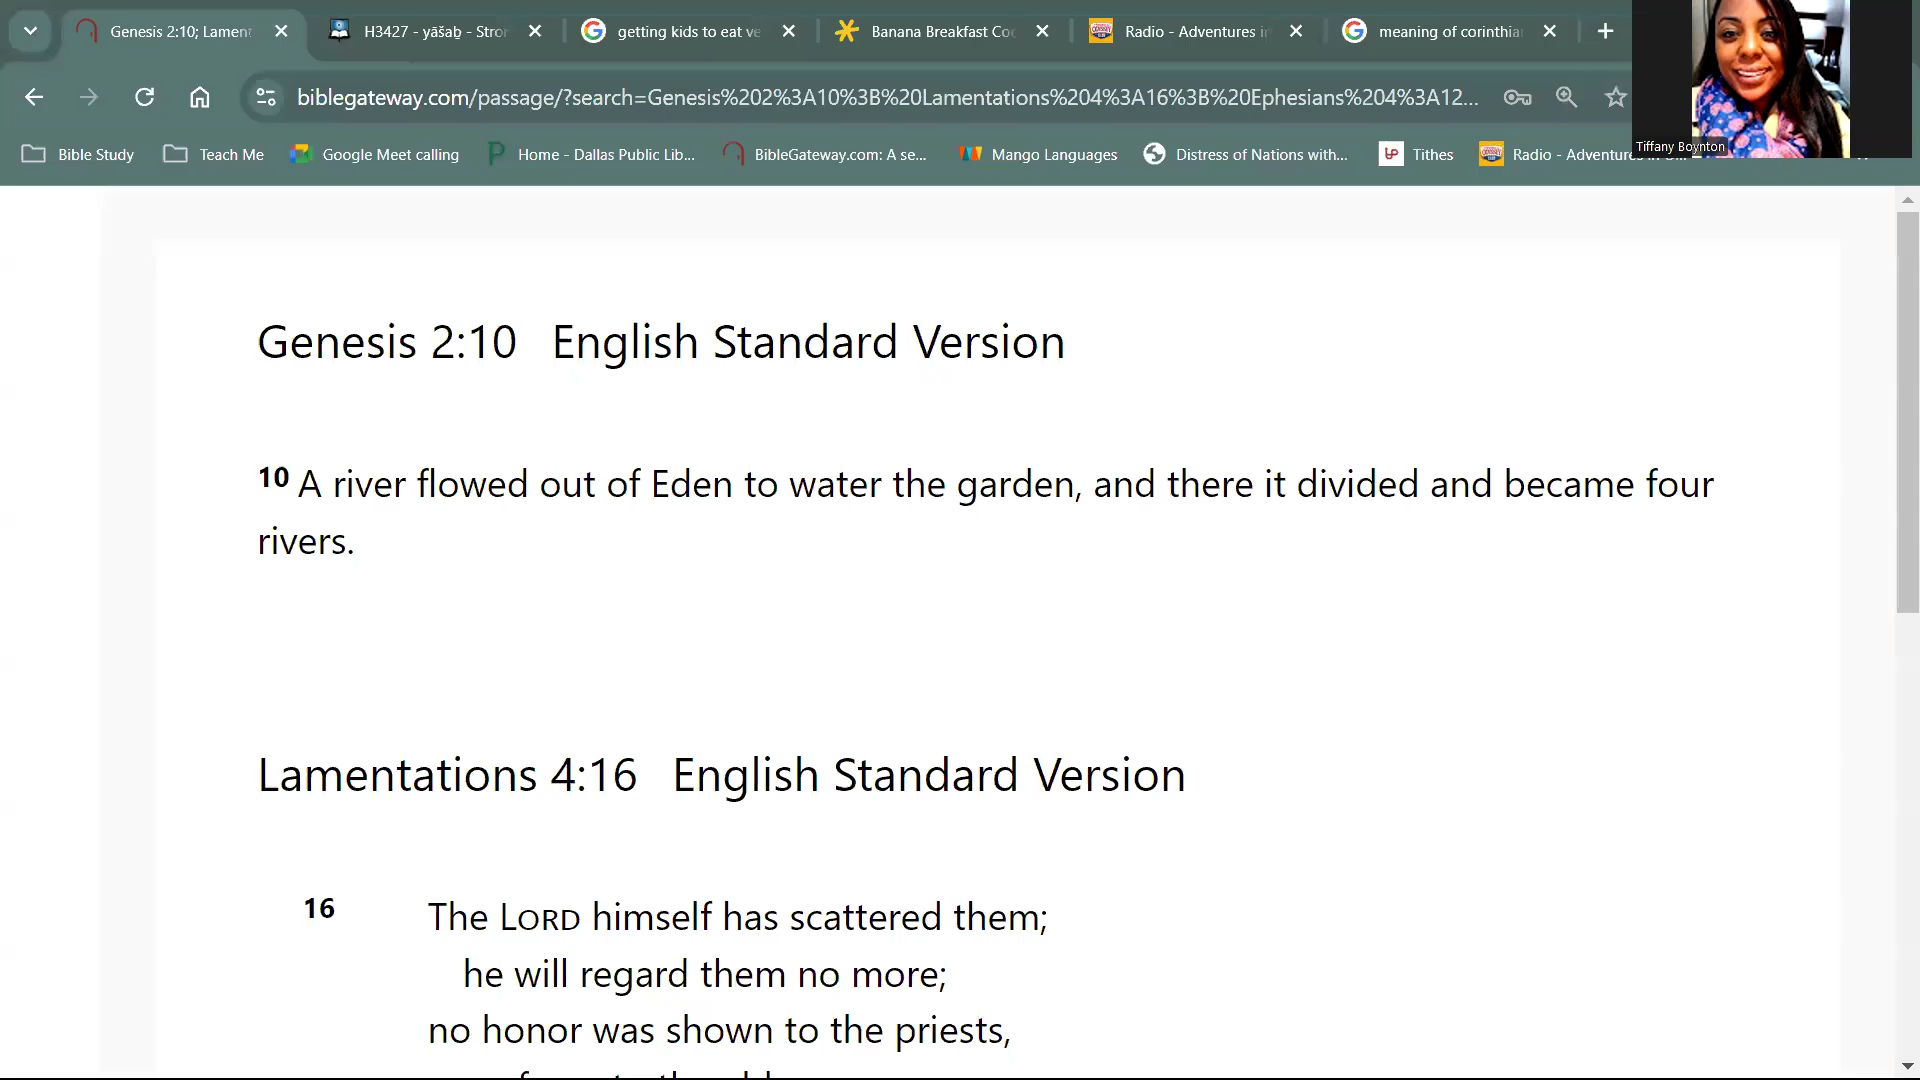 Genesis 2:10; Lament
H3427 - yāšaḇ - Stro
getting kids to eat ve
Banana Breakfast Co
Radio - Adventures i
meaning of corinthia
biblegateway.com/passage/?search=Genesis%202%3A10%3B%20Lamentations%204%3A16%3B%20Ephesians%204%3A12...
Tiffany Boynton
Bible Study
Teach Me
Google Meet calling
Home - Dallas Public Lib...
BibleGateway.com: A se...
Mango Languages
Distress of Nations with...
Tithes
Radio - Adventures
Genesis 2:10 English Standard Version
10 A river flowed out of Eden to water the garden, and there it divided and became four
rivers.
Lamentations 4:16 English Standard Version
16 The LORD himself has scattered them;
he will regard them no more;
no honor was shown to the priests,